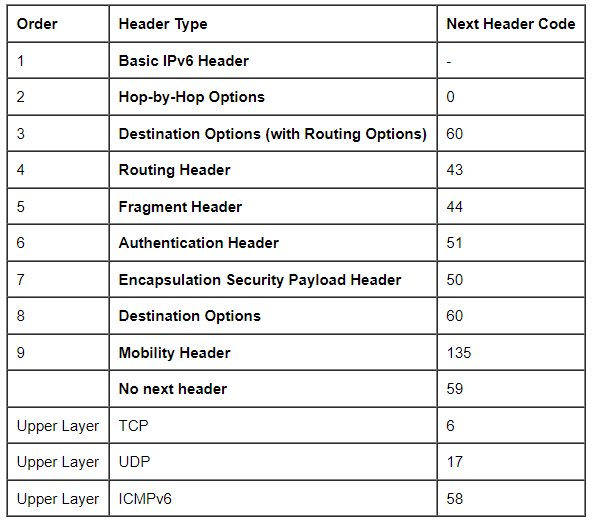 Order Header Type Next Header Code
1 Basic IPv6 Header -
2 Hop-by-Hop Options 0
3 Destination Options (with Routing Options) 60
4 Routing Header 43
5 Fragment Header 44
6 Authentication Header 51
7 Encapsulation Security Payload Header 50
8 Destination Options 60
9 Mobility Header 135
No next header 59
Upper Layer TCP 6
Upper Layer UDP 17
Upper Layer ICMPv6 58